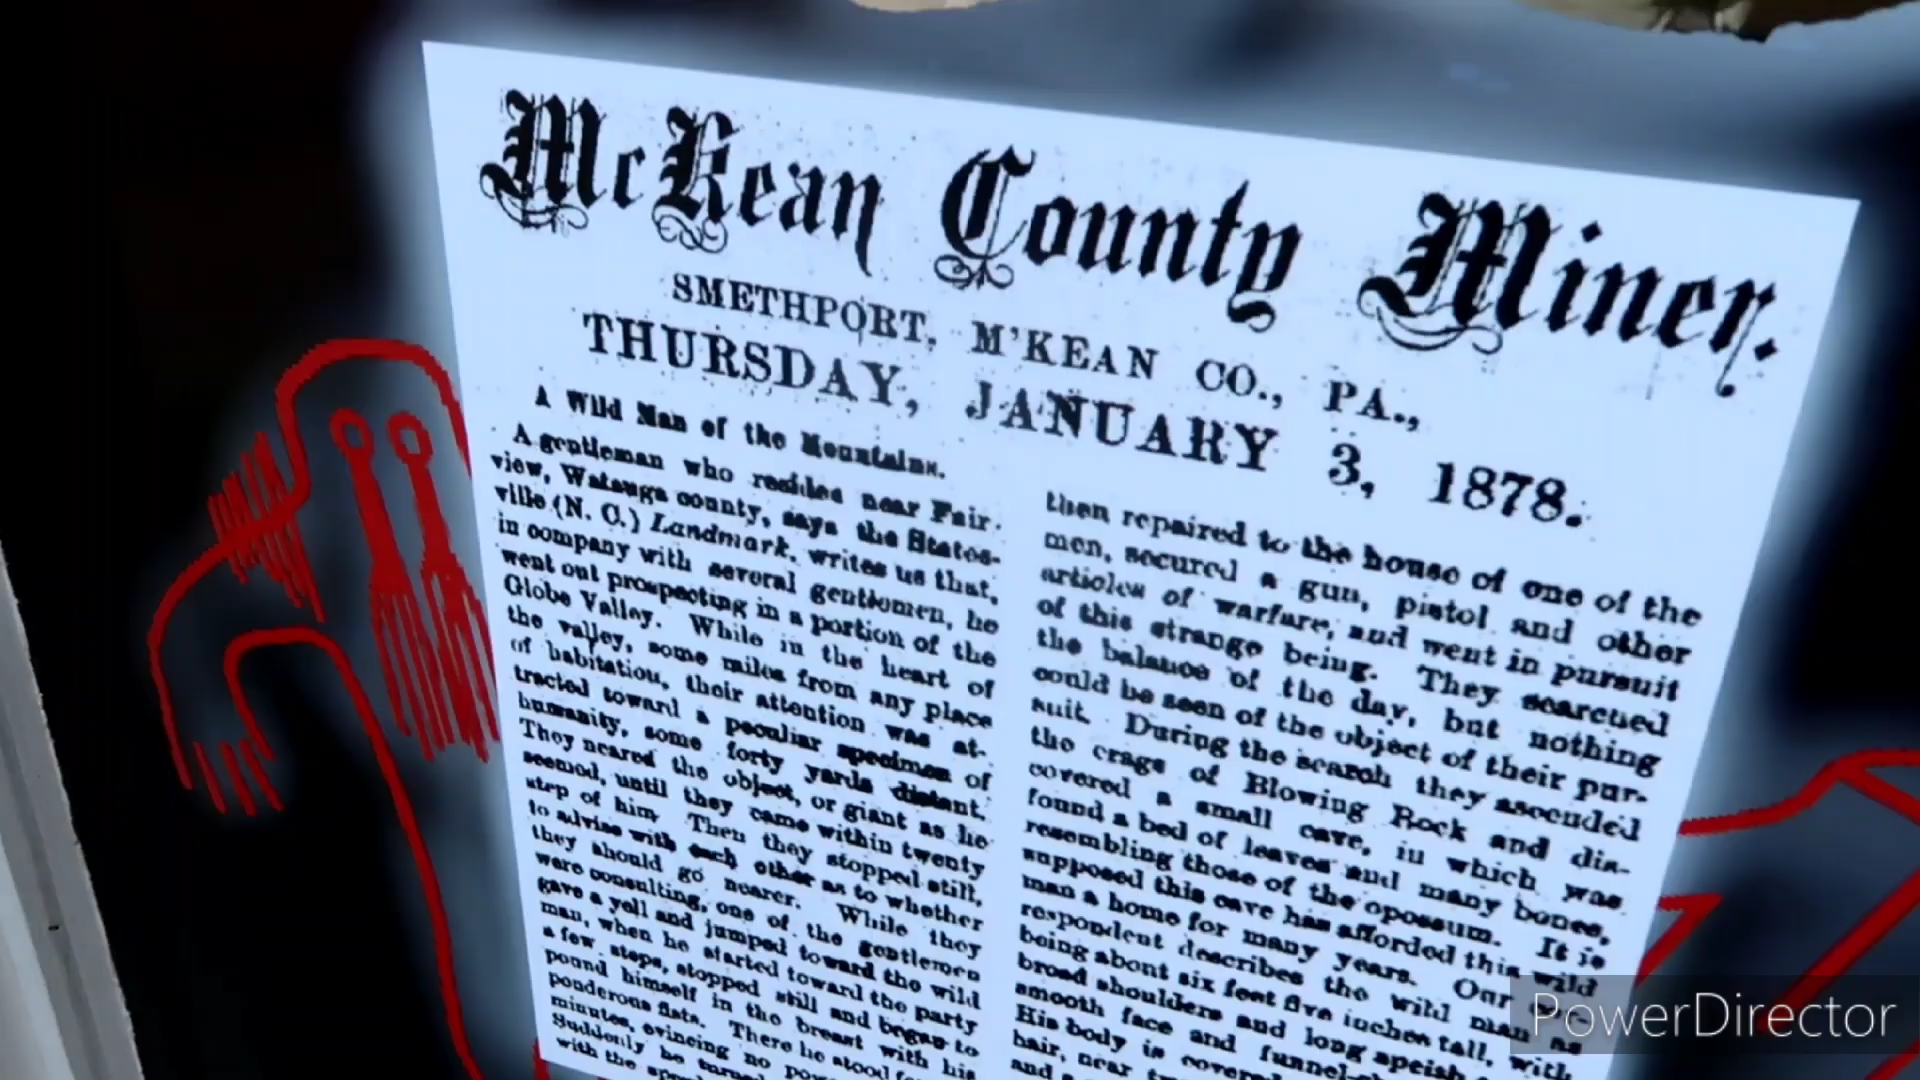 McKean County Miner.
SMETHPORT, M'KEAN CO., PA.,
THURSDAY, JANUARY 3, 1878.
A Wild Man of the Mountains.
A gentleman who resides near Fair-
view, Watauga county, says the States-
ville (N. C.) Landmark, writes us that,
in company with several gentlemen, he
went out prospecting in a portion of the
Globe Valley. While in the heart of
the valley, some miles from any place
of habitation, their attention was at-
tracted toward a peculiar specimen of
humanity, some forty yards distant.
They neared the object, or giant as he
seemed, until they came within twenty
step of him. Then they stopped still,
to advise with each other as to whether
they should go nearer. While they
were consulting, one of the gentlemen
gave a yell and jumped toward the wild
man, when he started toward the party
a few steps, stopped still and began to
pound himself in the breast with his
ponderous fists. There he stood
minutes, evincing no
Suddenly he turned
with the
then repaired to the house of one of the
men, secured a gun, pistol and other
articles of warfare, and went in pursuit
of this strange being. They searched
the balance of the day, but nothing
could be seen of the object of their pur-
suit. During the search they ascended
the crags of Blowing Rock and dis-
covered a small cave, in which was
found a bed of leaves and many bones,
resembling those of the opossum. It is
supposed this cave has afforded this wild
man a home for many years. Our
respondent describes the wild man as
being about six feet five inches tall, with
broad shoulders and long apeish
smooth face and
His body is
hair, near
and a
PowerDirector